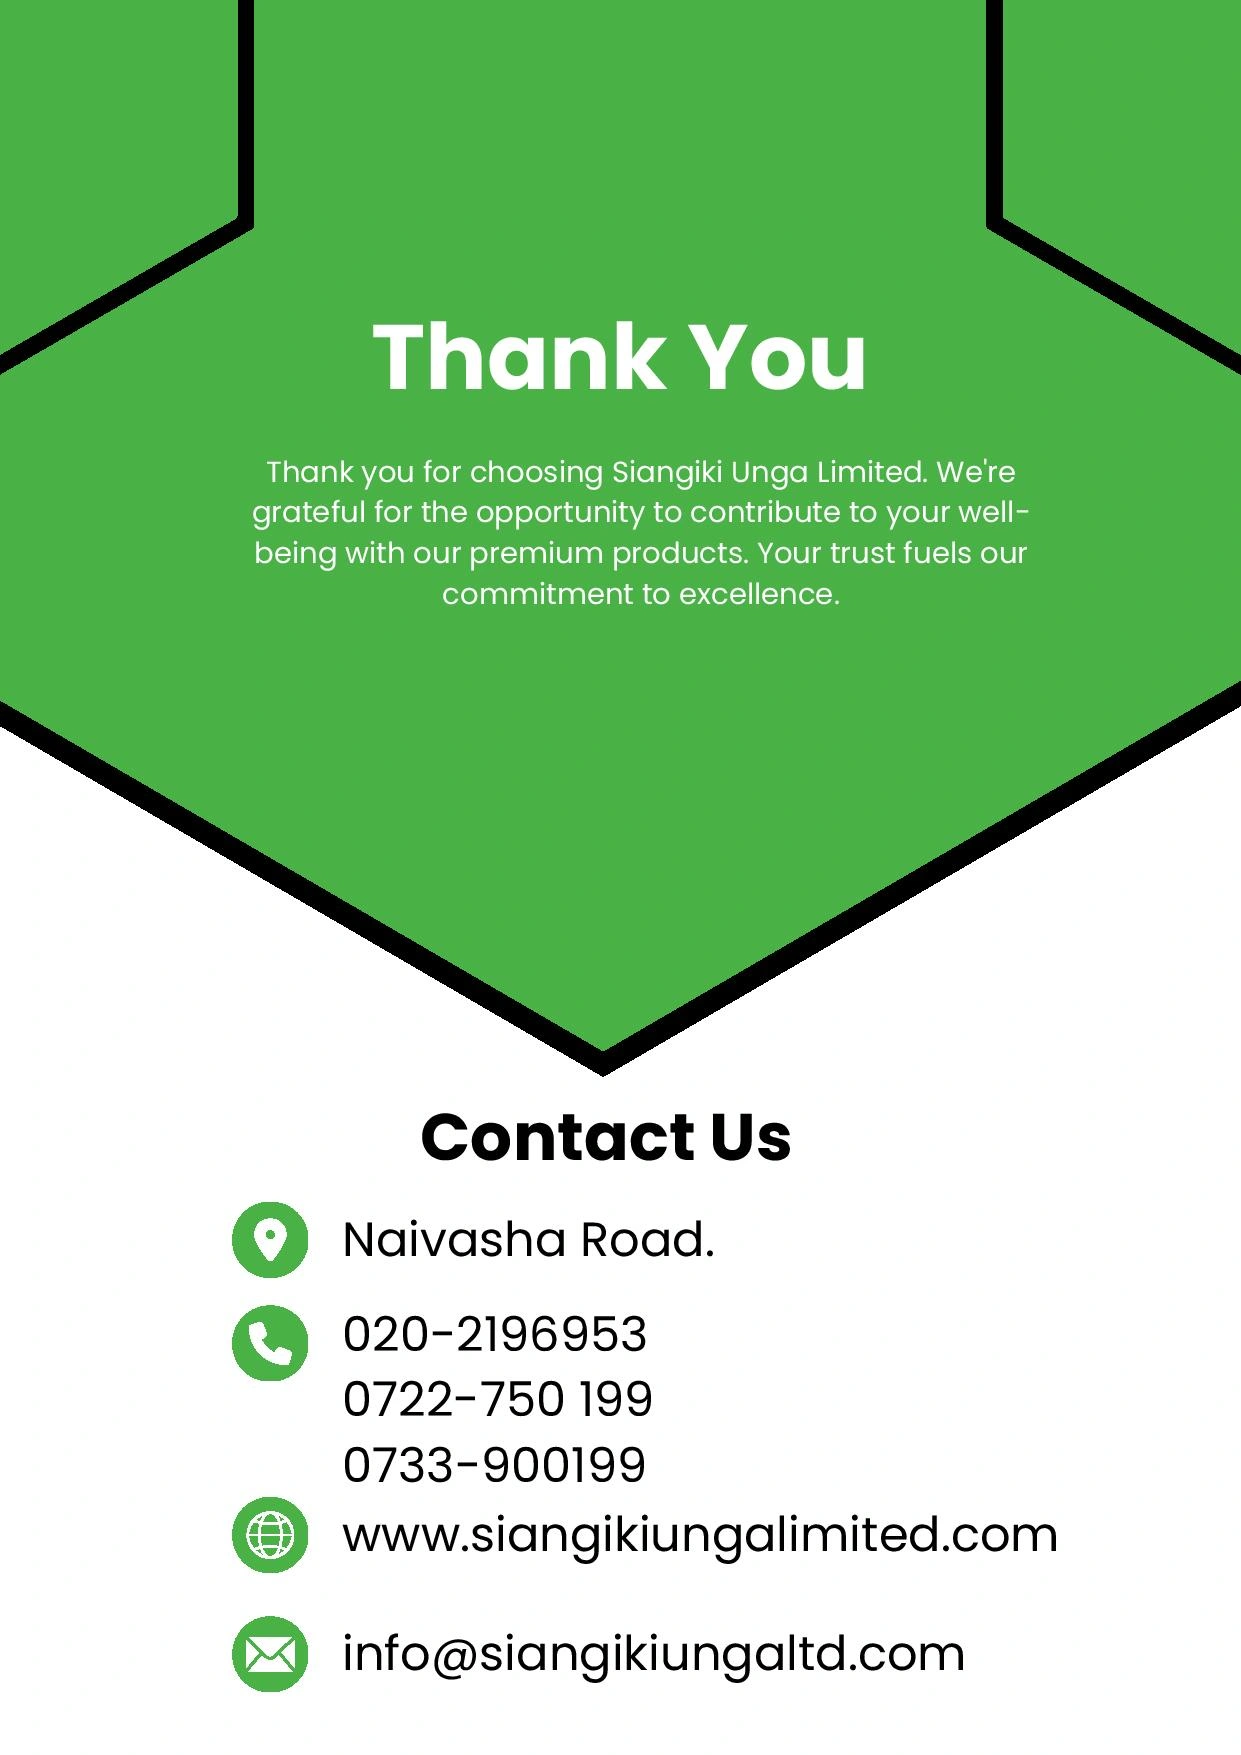 Thank You
Thank you for choosing Siangiki Unga Limited. We're
grateful for the opportunity to contribute to your well-
being with our premium products. Your trust fuels our
commitment to excellence.
Contact Us
Naivasha Road.
020-2196953
0722-750 199
0733-900199
www.siangikiungalimited.com
info@siangikiungaltd.com